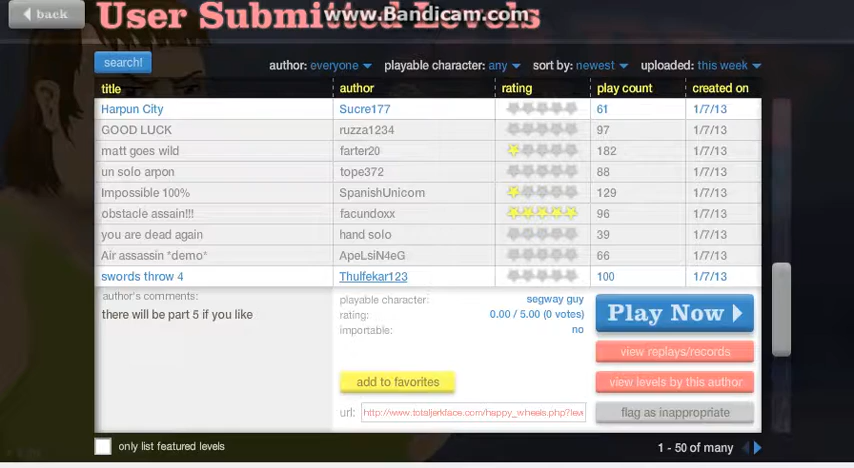 back
User Submitted Levels
www.Bandicam.com
search!
author: everyone playable character: any sort by: newest uploaded: this week
title author rating play count created on
Harpun City Sucre177 61 1/7/13
GOOD LUCK ruzza1234 97 1/7/13
matt goes wild farter20 182 1/7/13
un solo arpon tope372 88 1/7/13
Impossible 100% SpanishUnicorn 129 1/7/13
obstacle assain!!! facundoxx 96 1/7/13
you are dead again hand solo 39 1/7/13
Air assassin *demo* ApeLsiN4eG 66 1/7/13
swords throw 4 Thulfekar123 100 1/7/13
author's comments:
there will be part 5 if you like
playable character: segway guy
rating: 0.00 / 5.00 (0 votes)
importable: no
Play Now
view replays/records
add to favorites
view levels by this author
url: http://www.totaljerkface.com/happy_wheels.php?lev
flag as inappropriate
only list featured levels
1 - 50 of many